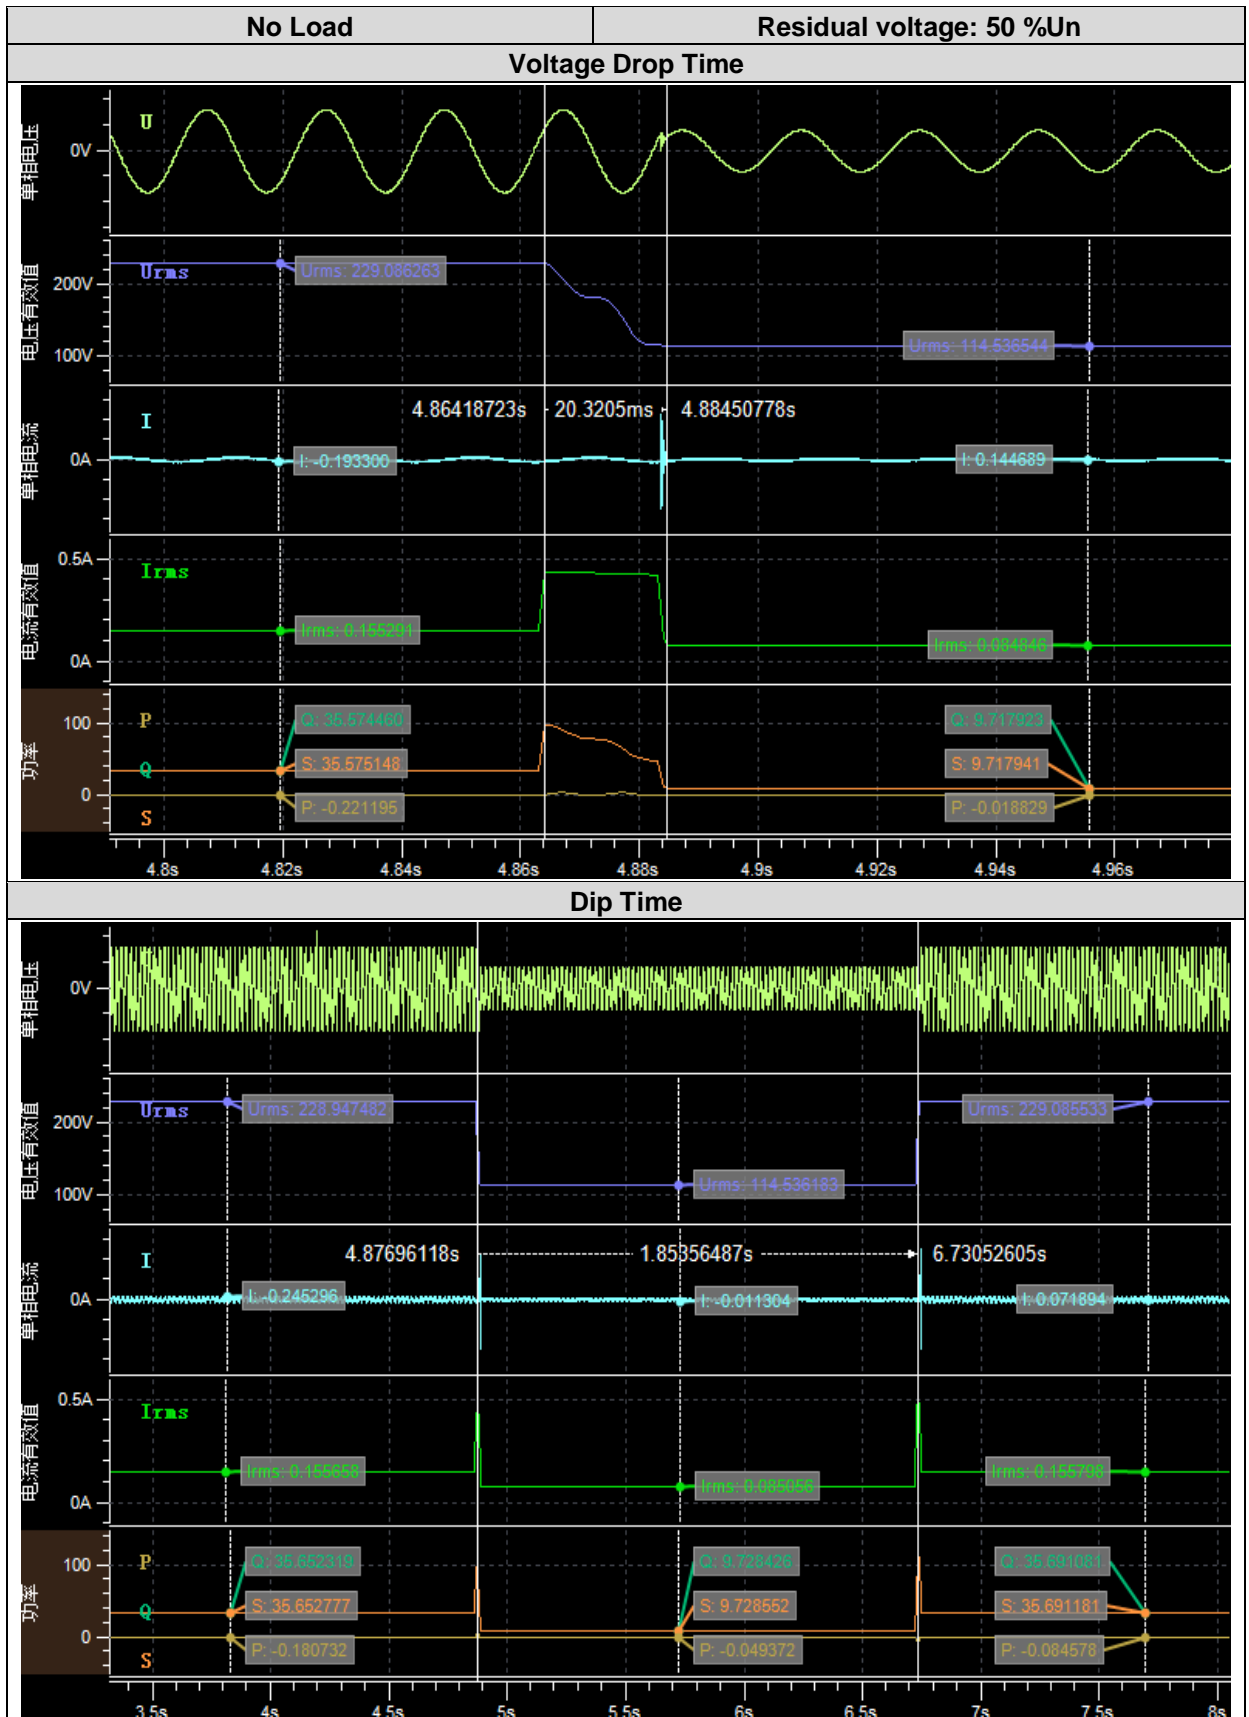 No Load
Residual voltage: 50 %Un
Voltage Drop Time
单相电压
0V
U
电压有效值
200V
100V
Urms
Urms: 229.086263
Urms: 114.536544
单相电流
0A
I
4.86418723s
20.3205ms
4.88450778s
I: -0.193300
I: 0.144689
电流有效值
0.5A
0A
Irms
Irms: 0.155291
Irms: 0.084846
功率
100
0
P
Q
S
Q: 35.574460
S: 35.575148
P: -0.221195
Q: 9.717923
S: 9.717941
P: -0.018829
4.8s 4.82s 4.84s 4.86s 4.88s 4.9s 4.92s 4.94s 4.96s
Dip Time
单相电压
0V
电压有效值
200V
100V
Urms
Urms: 228.947482
Urms: 114.536183
Urms: 229.085533
单相电流
0A
I
4.87696118s
1.85356487s
6.73052605s
I: -0.245296
I: -0.011304
I: 0.071894
电流有效值
0.5A
0A
Irms
Irms: 0.155658
Irms: 0.085056
Irms: 0.155798
功率
100
0
P
Q
S
Q: 35.652319
S: 35.652777
P: -0.180732
Q: 9.728426
S: 9.728552
P: -0.049372
Q: 35.691081
S: 35.691181
P: -0.084578
3.5s 4s 4.5s 5s 5.5s 6s 6.5s 7s 7.5s 8s